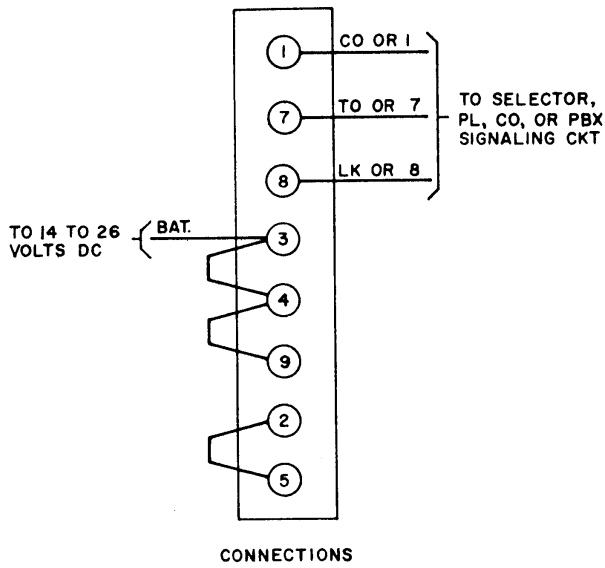 1
CO OR 1
7
TO OR 7
TO SELECTOR,
PL, CO, OR PBX
SIGNALING CKT
8
LK OR 8
TO 14 TO 26
VOLTS DC
BAT.
3
4
9
2
5
CONNECTIONS